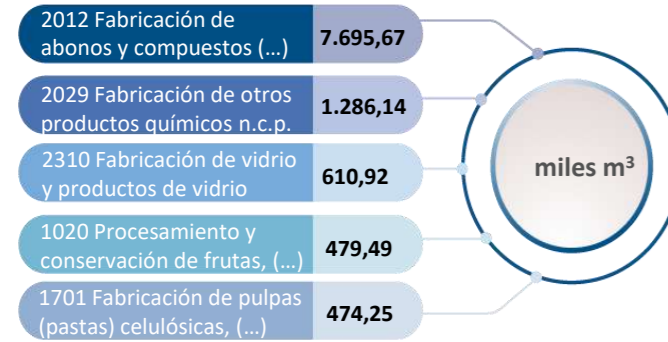 2012 Fabricación de
abonos y compuestos (…)
7.695,67
2029 Fabricación de otros
productos químicos n.c.p.
1.286,14
2310 Fabricación de vidrio
y productos de vidrio
610,92
1020 Procesamiento y
conservación de frutas, (…)
479,49
1701 Fabricación de pulpas
(pastas) celulósicas, (…)
474,25
miles m³